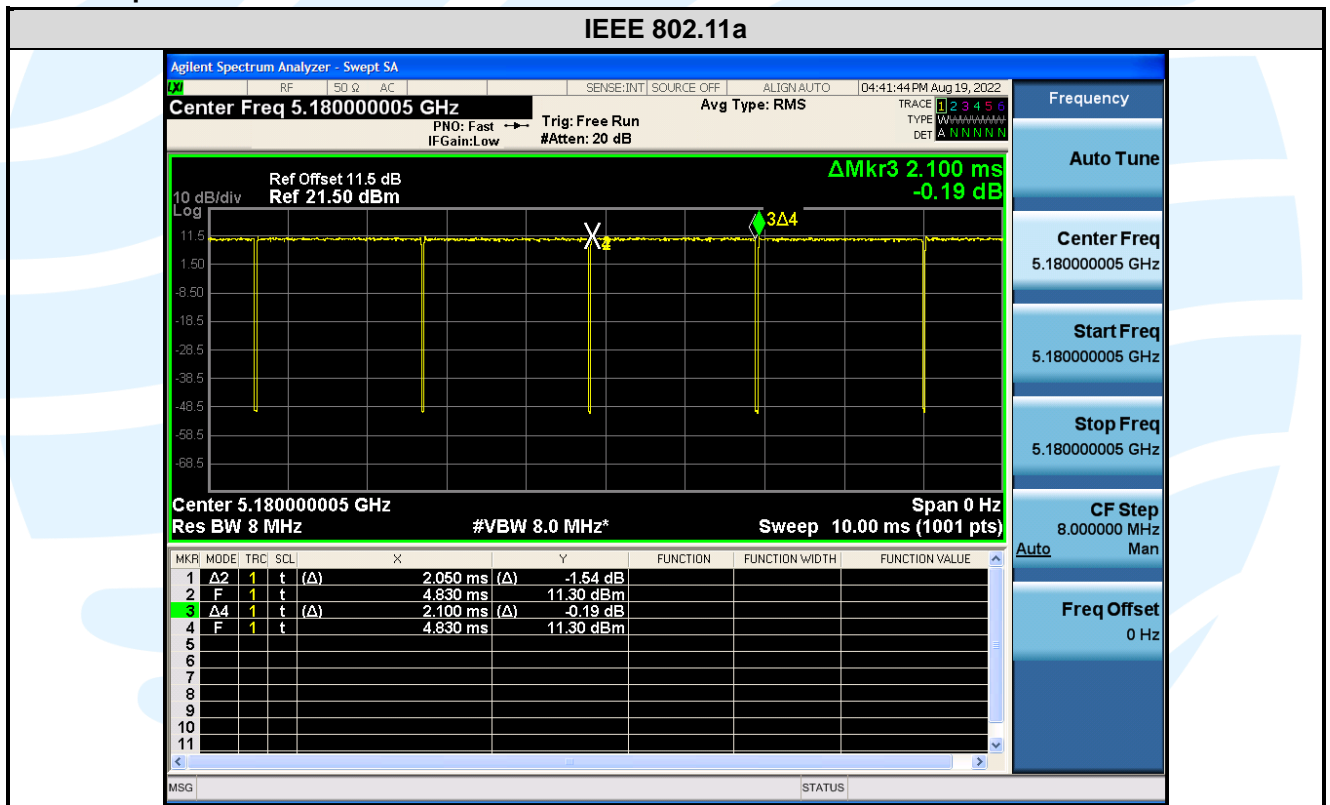 IEEE 802.11a
Agilent Spectrum Analyzer - Swept SA
LXI RF 50 Ω AC SENSE:INT SOURCE OFF ALIGN AUTO 04:41:44 PM Aug 19, 2022
Center Freq 5.180000005 GHz
PNO: Fast
IFGain:Low
Trig: Free Run
#Atten: 20 dB
Avg Type: RMS
TRACE 1 2 3 4 5 6
TYPE
DET A N N N N N
ΔMkr3 2.100 ms
-0.19 dB
Ref Offset 11.5 dB
10 dB/div Ref 21.50 dBm
Log
11.5
1.50
-8.50
-18.5
-28.5
-38.5
-48.5
-58.5
-68.5
3Δ4
Center 5.180000005 GHz Span 0 Hz
Res BW 8 MHz #VBW 8.0 MHz* Sweep 10.00 ms (1001 pts)
MKR MODE TRC SCL X Y FUNCTION FUNCTION WIDTH FUNCTION VALUE
1 Δ2 1 t (Δ) 2.050 ms (Δ) -1.54 dB
2 F 1 t 4.830 ms 11.30 dBm
3 Δ4 1 t (Δ) 2.100 ms (Δ) -0.19 dB
4 F 1 t 4.830 ms 11.30 dBm
5
6
7
8
9
10
11
MSG STATUS
Frequency
Auto Tune
Center Freq
5.180000005 GHz
Start Freq
5.180000005 GHz
Stop Freq
5.180000005 GHz
CF Step
8.000000 MHz
Auto Man
Freq Offset
0 Hz